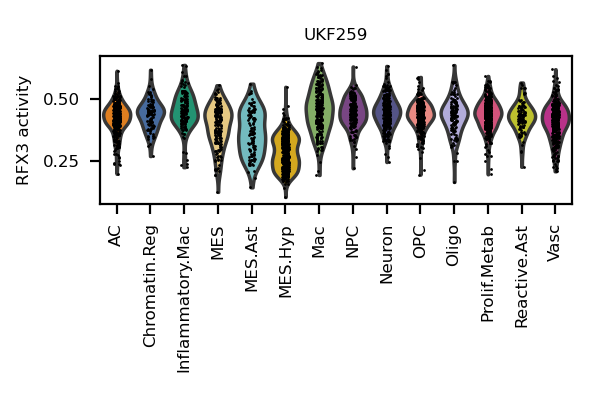 UKF259
RFX3 activity
0.50
0.25
AC
Chromatin.Reg
Inflammatory.Mac
MES
MES.Ast
MES.Hyp
Mac
NPC
Neuron
OPC
Oligo
Prolif.Metab
Reactive.Ast
Vasc